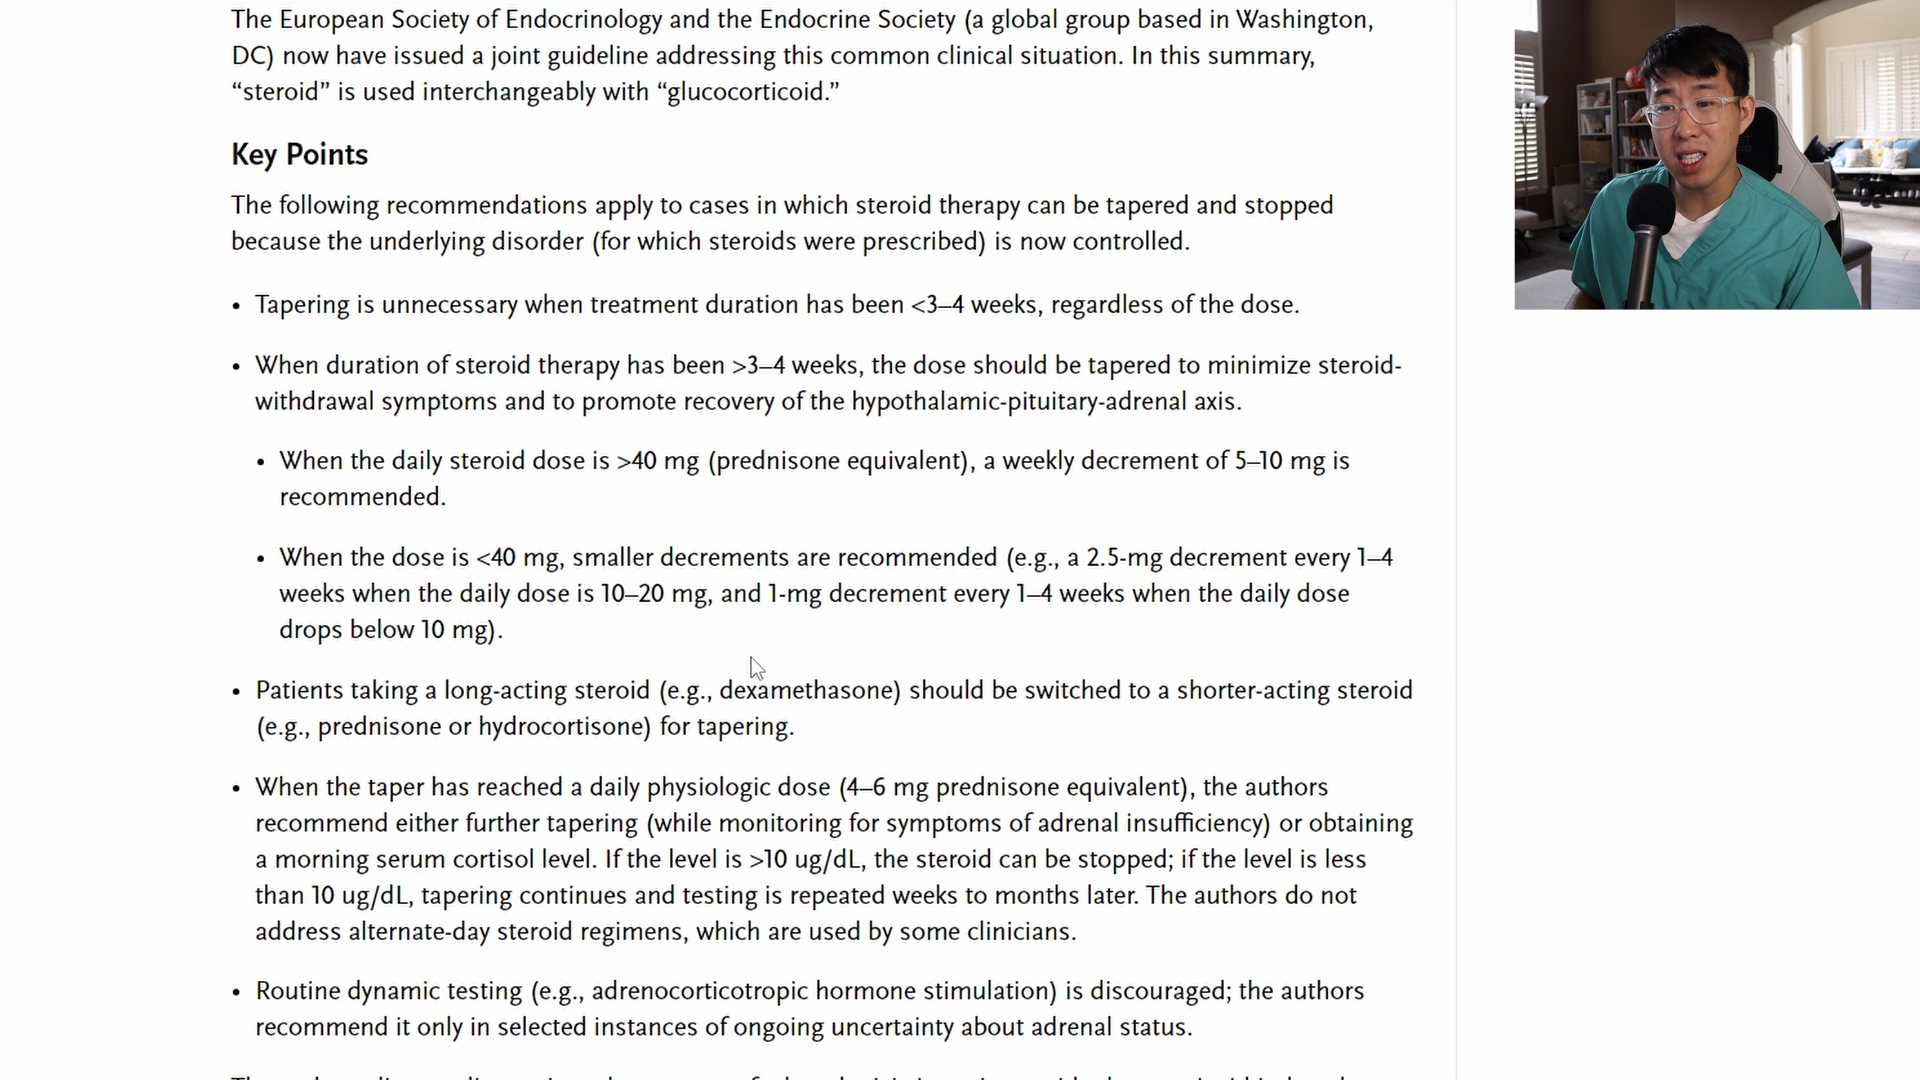 The European Society of Endocrinology and the Endocrine Society (a global group based in Washington,
DC) now have issued a joint guideline addressing this common clinical situation. In this summary,
“steroid” is used interchangeably with “glucocorticoid.”
Key Points
The following recommendations apply to cases in which steroid therapy can be tapered and stopped
because the underlying disorder (for which steroids were prescribed) is now controlled.
• Tapering is unnecessary when treatment duration has been <3–4 weeks, regardless of the dose.
• When duration of steroid therapy has been >3–4 weeks, the dose should be tapered to minimize steroid-
withdrawal symptoms and to promote recovery of the hypothalamic-pituitary-adrenal axis.
• When the daily steroid dose is >40 mg (prednisone equivalent), a weekly decrement of 5–10 mg is
recommended.
• When the dose is <40 mg, smaller decrements are recommended (e.g., a 2.5-mg decrement every 1–4
weeks when the daily dose is 10–20 mg, and 1-mg decrement every 1–4 weeks when the daily dose
drops below 10 mg).
• Patients taking a long-acting steroid (e.g., dexamethasone) should be switched to a shorter-acting steroid
(e.g., prednisone or hydrocortisone) for tapering.
• When the taper has reached a daily physiologic dose (4–6 mg prednisone equivalent), the authors
recommend either further tapering (while monitoring for symptoms of adrenal insufficiency) or obtaining
a morning serum cortisol level. If the level is >10 ug/dL, the steroid can be stopped; if the level is less
than 10 ug/dL, tapering continues and testing is repeated weeks to months later. The authors do not
address alternate-day steroid regimens, which are used by some clinicians.
• Routine dynamic testing (e.g., adrenocorticotropic hormone stimulation) is discouraged; the authors
recommend it only in selected instances of ongoing uncertainty about adrenal status.